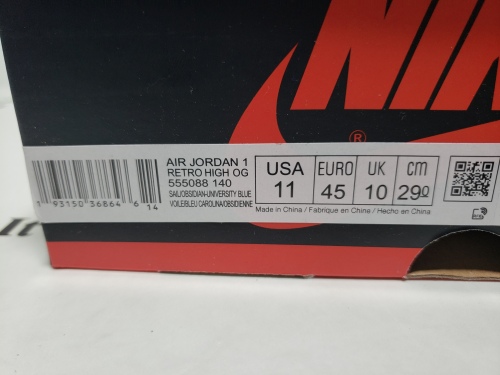 NIK
®
AIR JORDAN 1
RETRO HIGH OG
555088 140
SAIL/OBSIDIAN-UNIVERSITY BLUE
VOILE/BLEU CAROLINA/OBSIDIENNE
1 93150 36864 6 14
USA EURO UK CM
11 45 10 29.0
Made in China / Fabriqué en Chine / Hecho en China